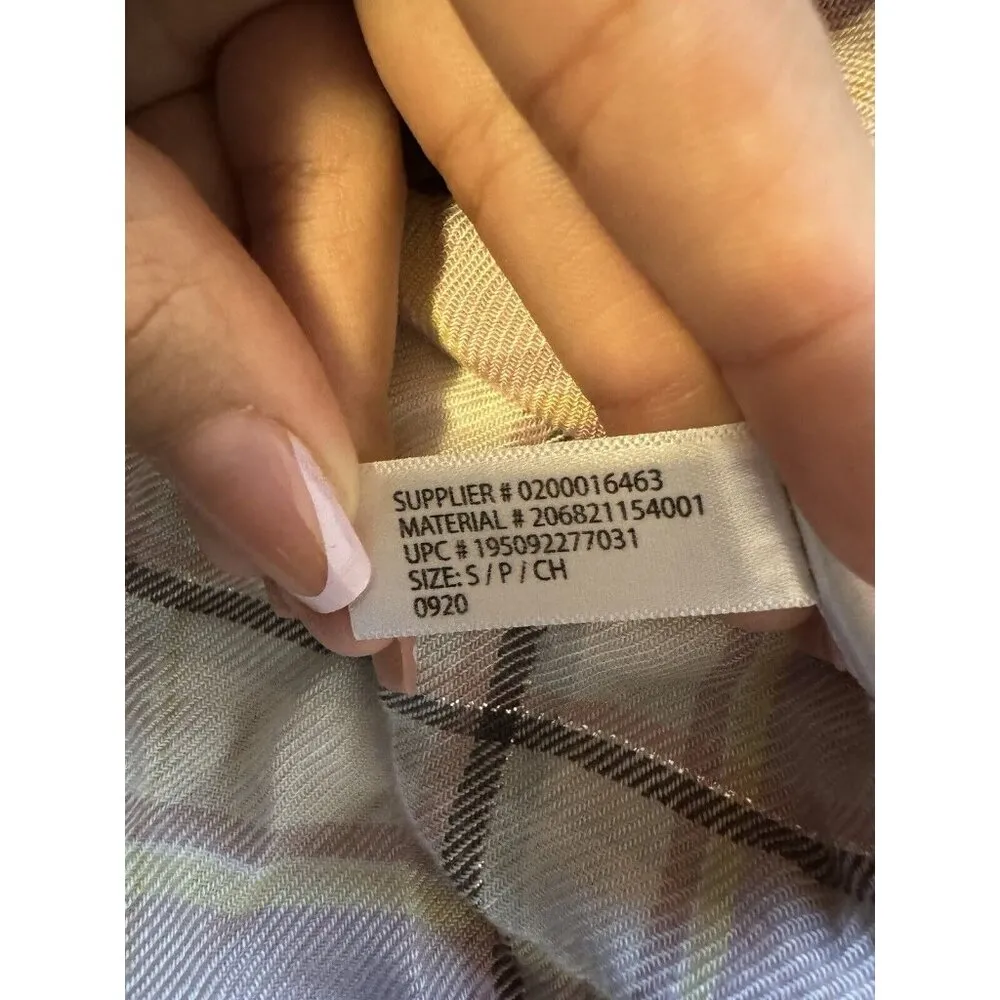 SUPPLIER # 0200016463
MATERIAL # 206821154001
UPC # 195092277031
SIZE: S / P / CH
0920